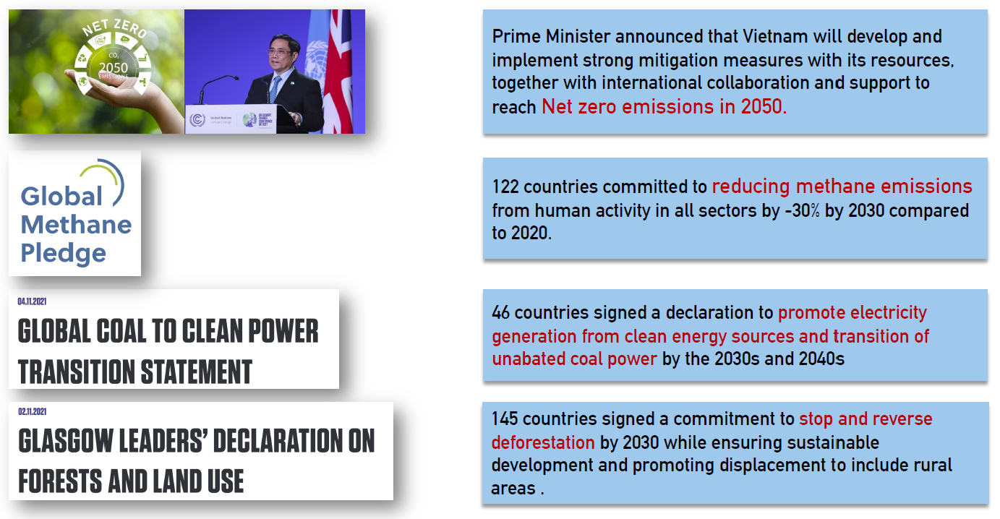 NET ZERO
CO2
2050
EMISSIONS
United Nations
Climate Change
Prime Minister announced that Vietnam will develop and
implement strong mitigation measures with its resources,
together with international collaboration and support to
reach Net zero emissions in 2050.
Global
Methane
Pledge
122 countries committed to reducing methane emissions
from human activity in all sectors by -30% by 2030 compared
to 2020.
04.11.2021
GLOBAL COAL TO CLEAN POWER
TRANSITION STATEMENT
46 countries signed a declaration to promote electricity
generation from clean energy sources and transition of
unabated coal power by the 2030s and 2040s
02.11.2021
GLASGOW LEADERS’ DECLARATION ON
FORESTS AND LAND USE
145 countries signed a commitment to stop and reverse
deforestation by 2030 while ensuring sustainable
development and promoting displacement to include rural
areas .